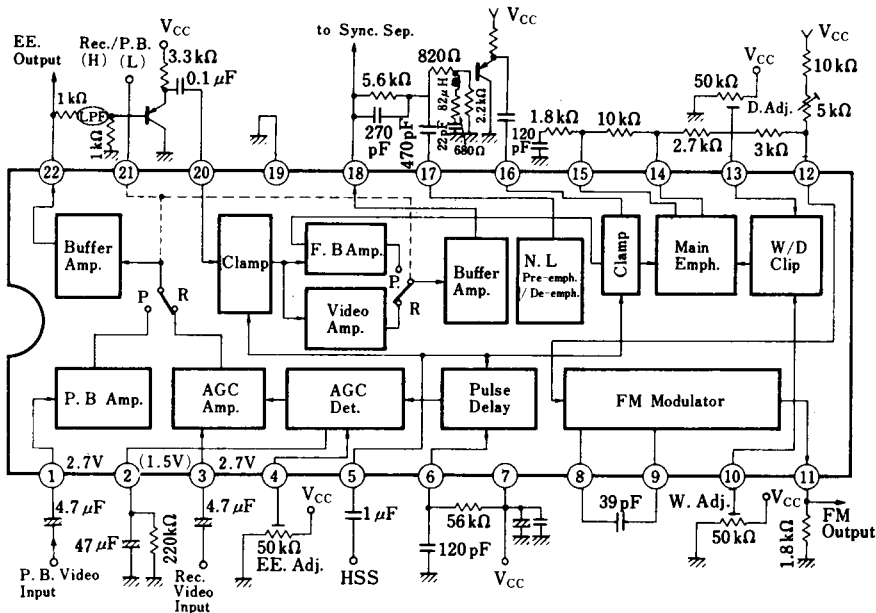 EE.
Output
Rec./P.B.
(H) (L)
VCC
3.3kΩ
0.1μF
1kΩ
LPF
1kΩ
to Sync. Sep.
5.6kΩ
270
pF
470pF
820Ω
82μH
22pF
680Ω
2.2kΩ
VCC
120
pF
1.8kΩ
10kΩ
50kΩ
VCC
D.Adj.
2.7kΩ
3kΩ
VCC
10kΩ
5kΩ
22
21
20
19
18
17
16
15
14
13
12
Buffer
Amp.
P.
R
Clamp
F.B Amp.
Video
Amp.
P.
R
Buffer
Amp.
N.L
Pre-emph.
/De-emph.
Clamp
Main
Emph.
W/D
Clip
P.B Amp.
AGC
Amp.
AGC
Det.
Pulse
Delay
FM Modulator
2.7V
(1.5V)
2.7V
1
2
3
4
5
6
7
8
9
10
11
4.7μF
P.B. Video
Input
47μF
220kΩ
4.7μF
Rec.
Video
Input
VCC
50kΩ
EE. Adj.
1μF
HSS
56kΩ
120pF
VCC
39pF
W. Adj.
VCC
50kΩ
1.8kΩ
FM
Output